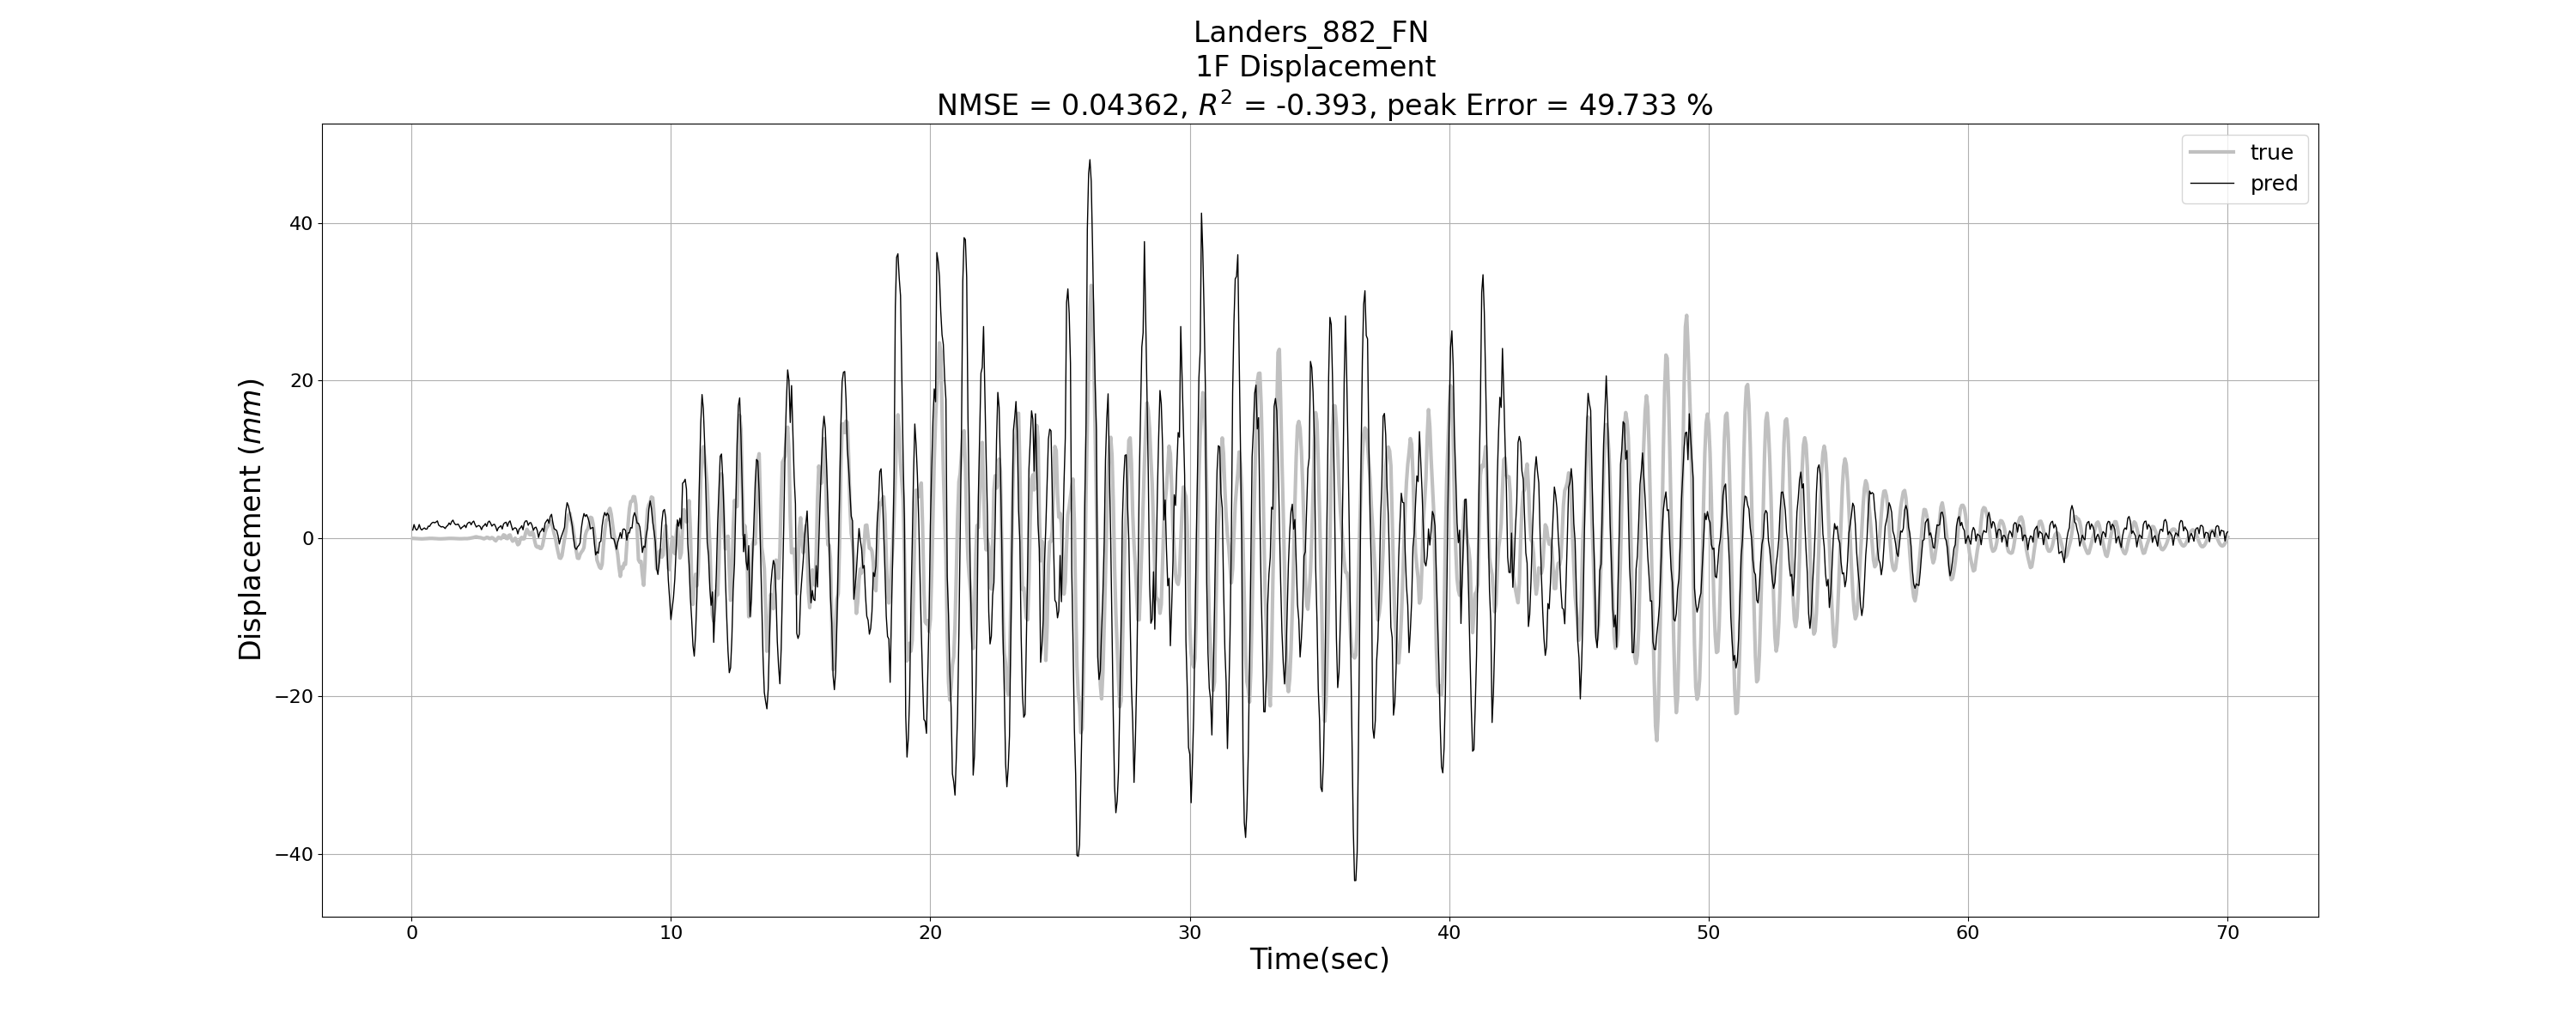 Landers_882_FN
1F Displacement
NMSE = 0.04362, R² = -0.393, peak Error = 49.733 %
true
pred
Displacement (mm)
40
20
0
−20
−40
0 10 20 30 40 50 60 70
Time(sec)